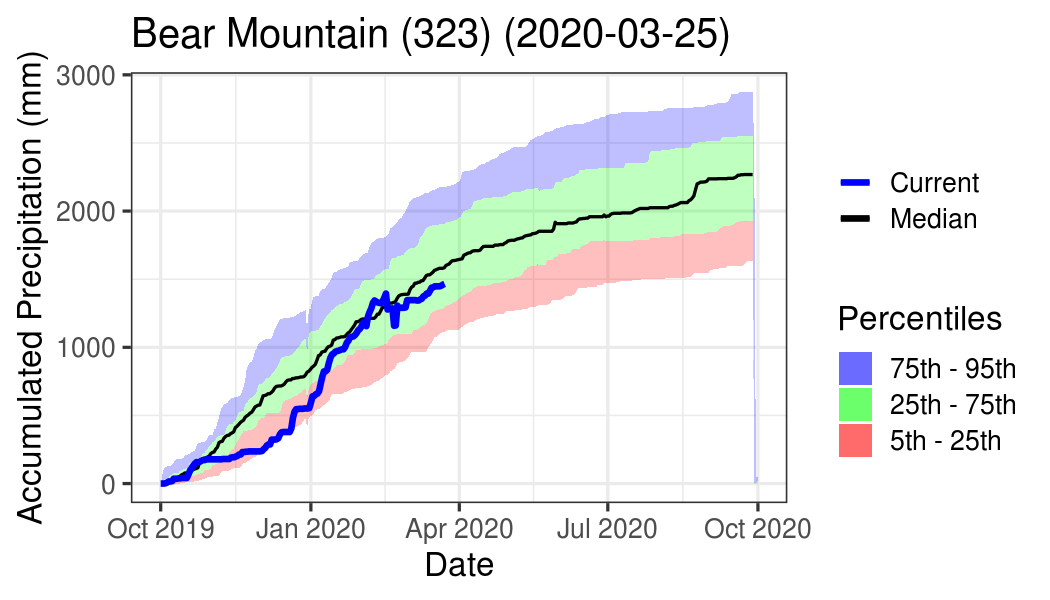 Bear Mountain (323) (2020-03-25)
Accumulated Precipitation (mm)
3000
2000
1000
0
Oct 2019 Jan 2020 Apr 2020 Jul 2020 Oct 2020
Date
Current
Median
Percentiles
75th - 95th
25th - 75th
5th - 25th